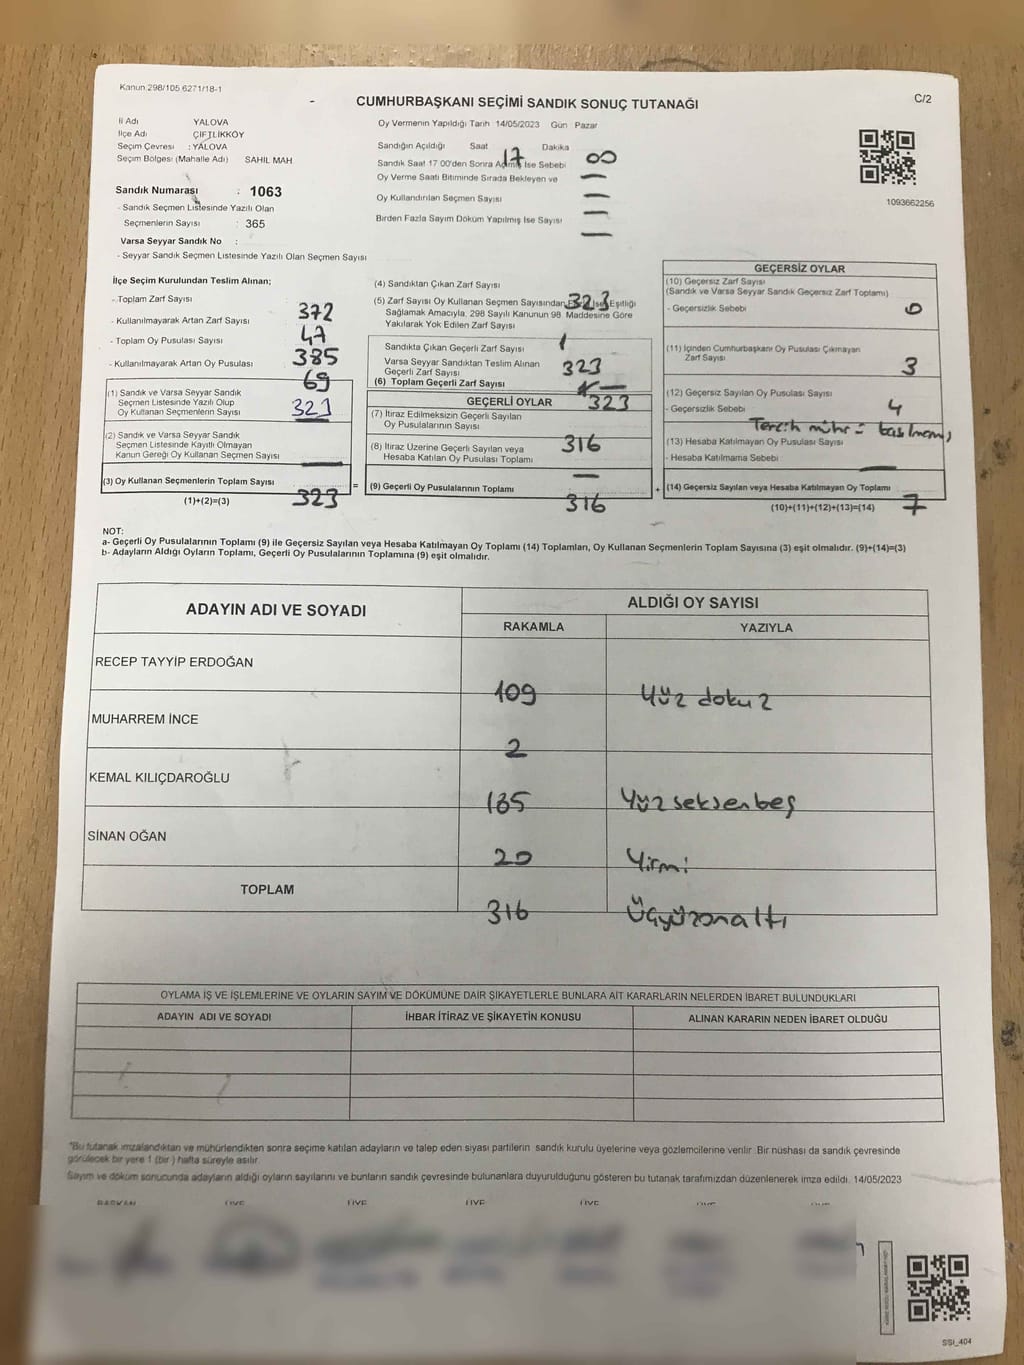 Kanun 298/105 6271/18-1
CUMHURBAŞKANI SEÇİMİ SANDIK SONUÇ TUTANAĞI
C/2
İl Adı YALOVA
İlçe Adı ÇİFTLİKKÖY
Seçim Çevresi : YALOVA
Seçim Bölgesi (Mahalle Adı) SAHIL MAH
Sandık Numarası : 1063
- Sandık Seçmen Listesinde Yazılı Olan
Seçmenlerin Sayısı : 365
Varsa Seyyar Sandık No :
- Seyyar Sandık Seçmen Listesinde Yazılı Olan Seçmen Sayısı
Oy Vermenin Yapıldığı Tarih 14/05/2023 Gün Pazar
Sandığın Açıldığı Saat 17 Dakika 00
Sandık Saat 17 00'den Sonra Açılmış Ise Sebebi —
Oy Verme Saati Bitiminde Sırada Bekleyen ve
Oy Kullandırılan Seçmen Sayısı —
Birden Fazla Sayım Döküm Yapılmış Ise Sayısı —
—
1093662256
İlçe Seçim Kurulundan Teslim Alınan;
- Toplam Zarf Sayısı 372
- Kullanılmayarak Artan Zarf Sayısı 47
- Toplam Oy Pusulası Sayısı 385
- Kullanılmayarak Artan Oy Pusulası 69
(1) Sandık ve Varsa Seyyar Sandık
Seçmen Listesinde Yazılı Olup
Oy Kullanan Seçmenlerin Sayısı 323
(2) Sandık ve Varsa Seyyar Sandık
Seçmen Listesinde Kayıtlı Olmayan
Kanun Gereği Oy Kullanan Seçmen Sayısı —
(3) Oy Kullanan Seçmenlerin Toplam Sayısı
(1)+(2)=(3) 323
=
(4) Sandıktan Çıkan Zarf Sayısı 323
(5) Zarf Sayısı Oy Kullanan Seçmen Sayısından Ise Eşitliği
Sağlamak Amacıyla, 298 Sayılı Kanunun 98 Maddesine Göre
Yakılarak Yok Edilen Zarf Sayısı
Sandıkta Çıkan Geçerli Zarf Sayısı 323
Varsa Seyyar Sandıktan Teslim Alınan
Geçerli Zarf Sayısı —
(6) Toplam Geçerli Zarf Sayısı 323
GEÇERLİ OYLAR
(7) İtiraz Edilmeksizin Geçerli Sayılan
Oy Pusulalarının Sayısı 316
(8) İtiraz Üzerine Geçerli Sayılan veya
Hesaba Katılan Oy Pusulası Toplamı —
(9) Geçerli Oy Pusulalarının Toplamı 316
+
GEÇERSİZ OYLAR
(10) Geçersiz Zarf Sayısı
(Sandık ve Varsa Seyyar Sandık Geçersiz Zarf Toplamı) 0
- Geçersizlik Sebebi
(11) İçinden Cumhurbaşkanı Oy Pusulası Çıkmayan
Zarf Sayısı 3
(12) Geçersiz Sayılan Oy Pusulası Sayısı 4
- Geçersizlik Sebebi Tercih mühr
(13) Hesaba Katılmayan Oy Pusulası Sayısı —
- Hesaba Katılmama Sebebi
(14) Geçersiz Sayılan veya Hesaba Katılmayan Oy Toplamı
(10)+(11)+(12)+(13)=(14) 7
NOT:
a- Geçerli Oy Pusulalarının Toplamı (9) ile Geçersiz Sayılan veya Hesaba Katılmayan Oy Toplamı (14) Toplamları, Oy Kullanan Seçmenlerin Toplam Sayısına (3) eşit olmalıdır. (9)+(14)=(3)
b- Adayların Aldığı Oyların Toplamı, Geçerli Oy Pusulalarının Toplamına (9) eşit olmalıdır.
ADAYIN ADI VE SOYADI ALDIĞI OY SAYISI
RAKAMLA YAZIYLA
RECEP TAYYİP ERDOĞAN 109 Yüz dokuz
MUHARREM İNCE 2
KEMAL KILIÇDAROĞLU 185 Yüz seksen beş
SİNAN OĞAN 20 Yirmi
TOPLAM 316 Üçyüzonaltı
OYLAMA İŞ VE İŞLEMLERINE VE OYLARIN SAYIM VE DÖKÜMÜNE DAİR ŞİKAYETLERLE BUNLARA AİT KARARLARIN NELERDEN İBARET BULUNDUKLARI
ADAYIN ADI VE SOYADI İHBAR İTİRAZ VE ŞİKAYETİN KONUSU ALINAN KARARIN NEDEN İBARET OLDUĞU
"Bu tutanak imzalandıktan ve mühürlendikten sonra seçime katılan adayların ve talep eden siyası partilerin sandık kurulu üyelerine veya gözlemcilerine verilir .Bir nüshası da sandık çevresinde
görülecek bir yere 1 (bir ) hafta süreyle asılır.
Sayım ve döküm sonucunda adayların aldığı oyların sayılarını ve bunların sandık çevresinde bulunanlara duyurulduğunu gösteren bu tutanak tarafımızdan düzenlenerek imza edildi. 14/05/2023
BAŞKAN ÜYE ÜYE ÜYE ÜYE
SSI_404